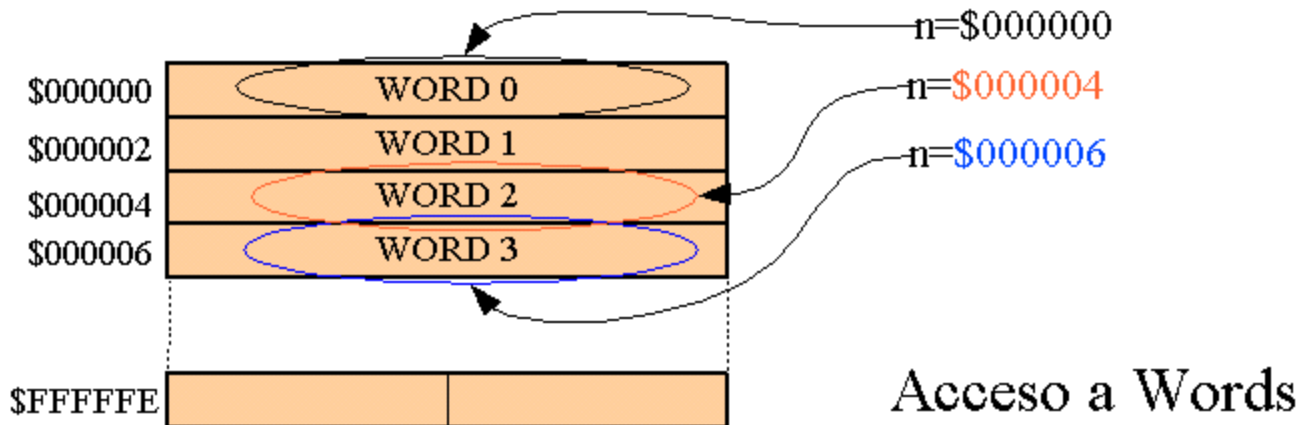 n=$000000
$000000 WORD 0 n=$000004
$000002 WORD 1 n=$000006
$000004 WORD 2
$000006 WORD 3
$FFFFFE Acceso a Words